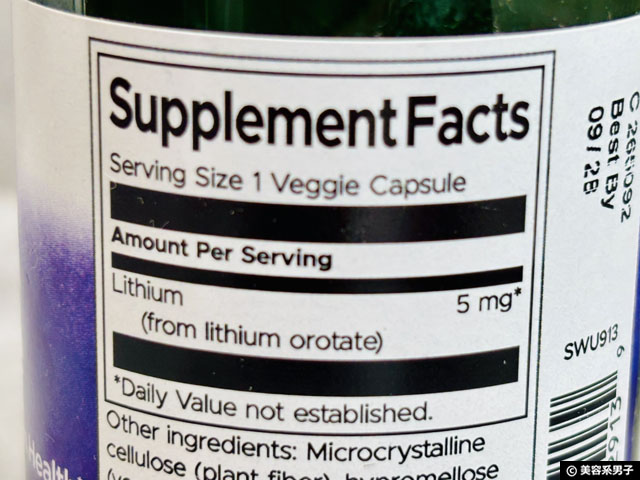 Supplement Facts
Serving Size 1 Veggie Capsule
Amount Per Serving
Lithium 5 mg*
(from lithium orotate)
*Daily Value not established.
Other ingredients: Microcrystalline
cellulose (plant fiber), hypromellose
Best By
09/28
SWU913
Health
© 美容系男子